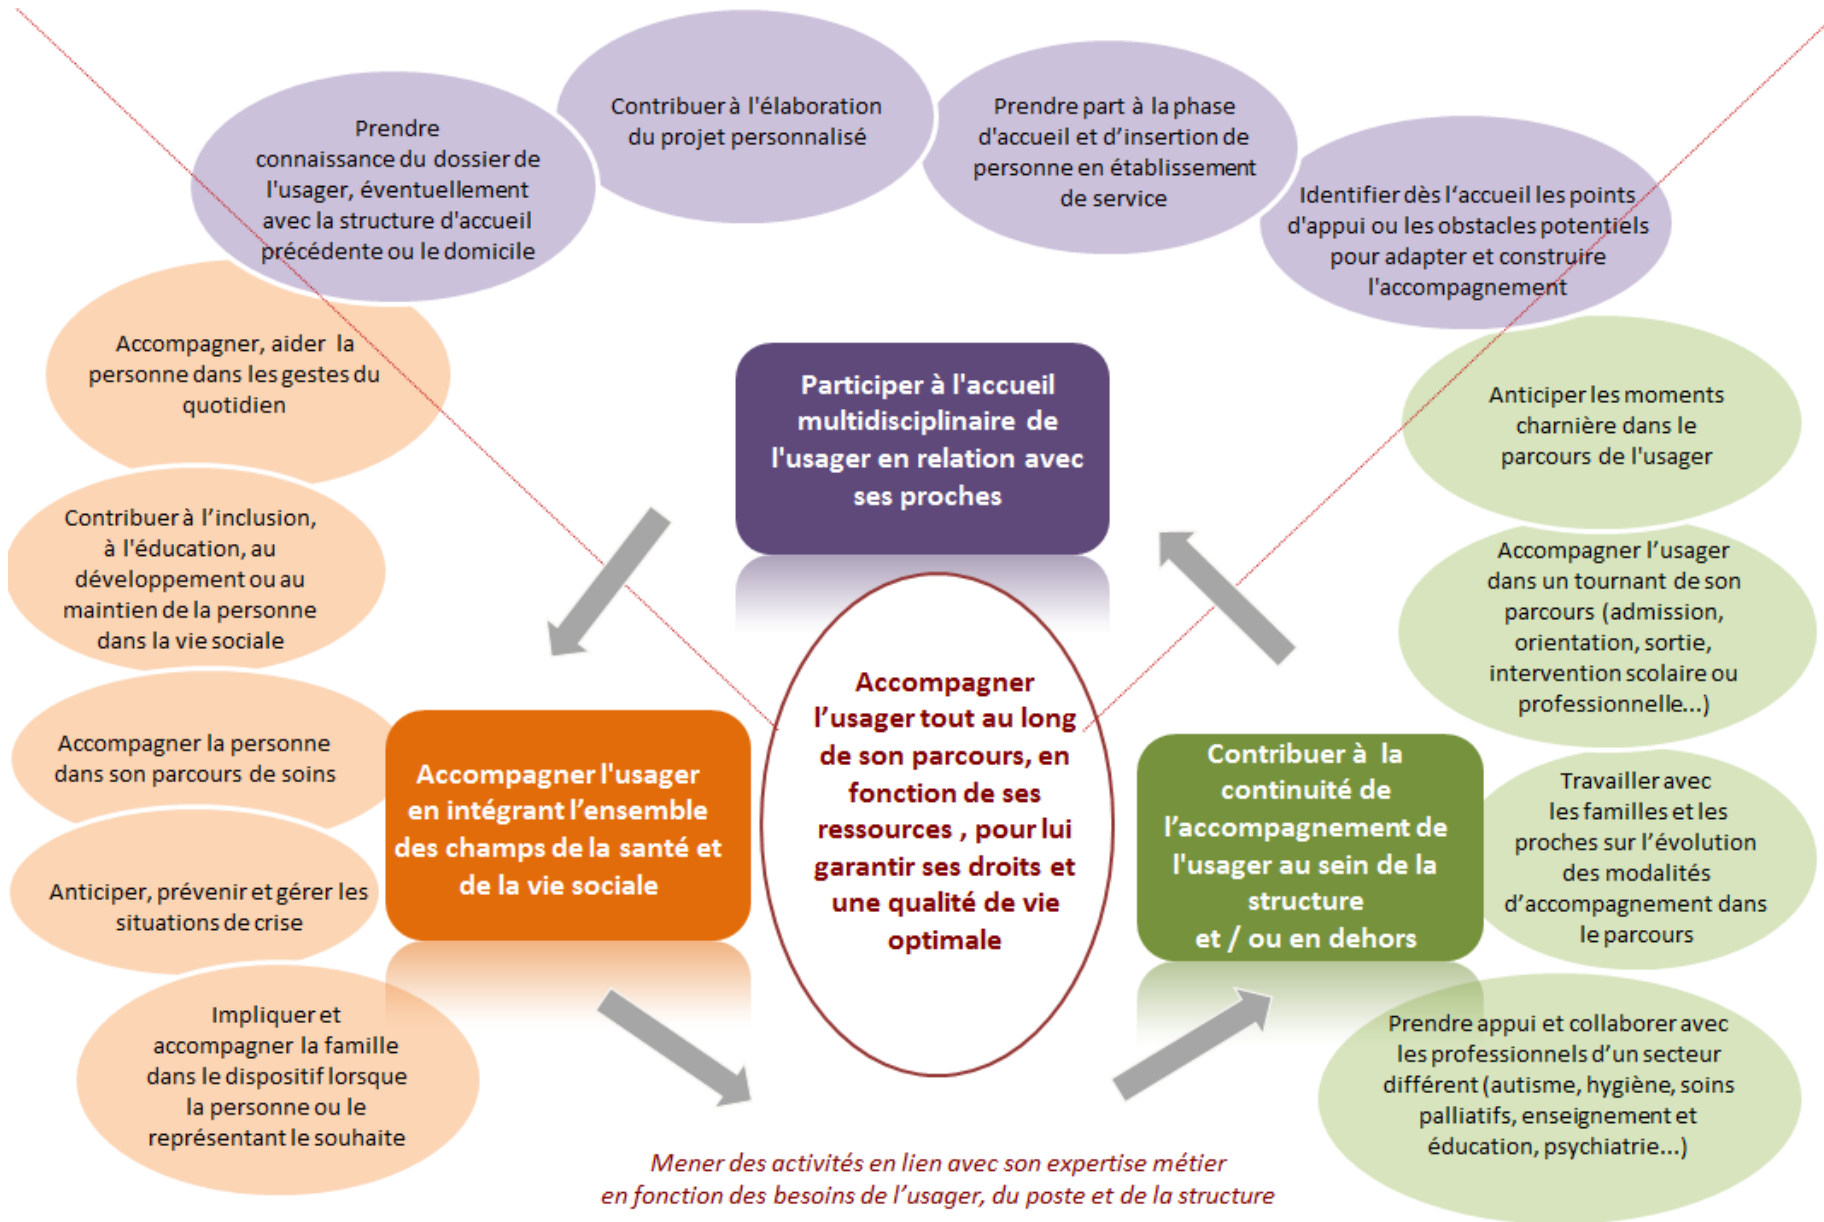 Prendre
connaissance du dossier de
l'usager, éventuellement
avec la structure d'accueil
précédente ou le domicile
Contribuer à l'élaboration
du projet personnalisé
Prendre part à la phase
d'accueil et d’insertion de
personne en établissement
de service
Identifier dès l‘accueil les points
d'appui ou les obstacles potentiels
pour adapter et construire
l'accompagnement
Accompagner, aider la
personne dans les gestes du
quotidien
Contribuer à l’inclusion,
à l'éducation, au
développement ou au
maintien de la personne
dans la vie sociale
Accompagner la personne
dans son parcours de soins
Anticiper, prévenir et gérer les
situations de crise
Impliquer et
accompagner la famille
dans le dispositif lorsque
la personne ou le
représentant le souhaite
Participer à l'accueil
multidisciplinaire de
l'usager en relation avec
ses proches
Accompagner l'usager
en intégrant l’ensemble
des champs de la santé et
de la vie sociale
Accompagner
l’usager tout au long
de son parcours, en
fonction de ses
ressources , pour lui
garantir ses droits et
une qualité de vie
optimale
Contribuer à la
continuité de
l’accompagnement de
l'usager au sein de la
structure
et / ou en dehors
Anticiper les moments
charnière dans le
parcours de l'usager
Accompagner l’usager
dans un tournant de son
parcours (admission,
orientation, sortie,
intervention scolaire ou
professionnelle...)
Travailler avec
les familles et les
proches sur l’évolution
des modalités
d’accompagnement dans
le parcours
Prendre appui et collaborer avec
les professionnels d’un secteur
différent (autisme, hygiène, soins
palliatifs, enseignement et
éducation, psychiatrie...)
Mener des activités en lien avec son expertise métier
en fonction des besoins de l’usager, du poste et de la structure